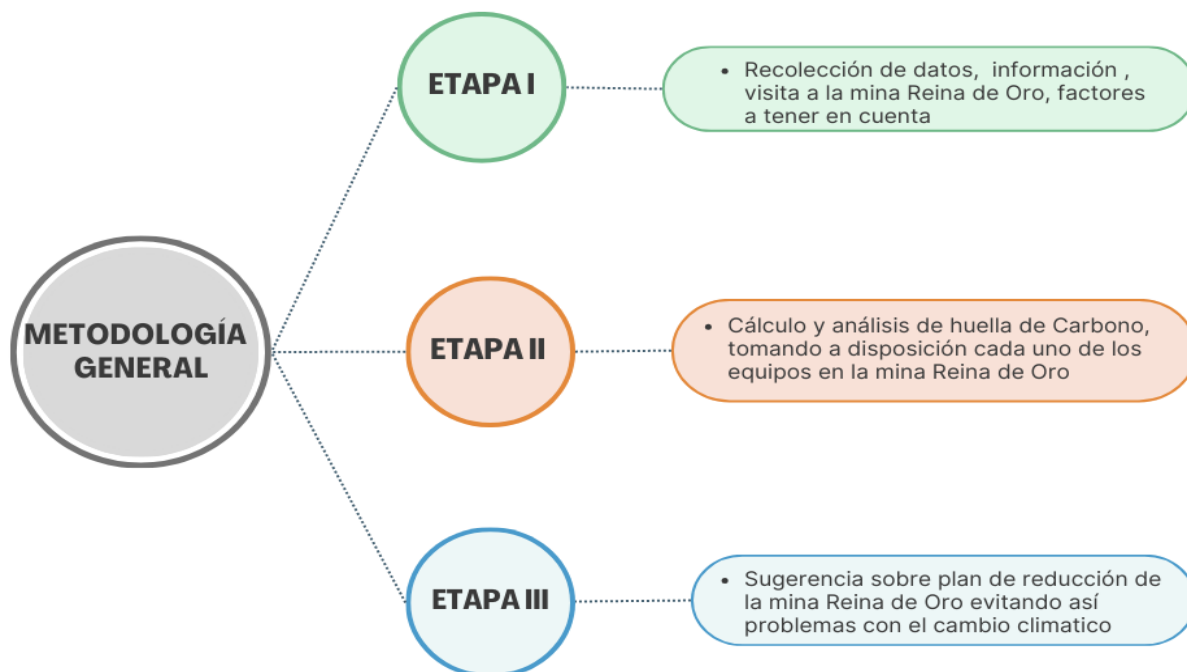 METODOLOGÍA
GENERAL
ETAPA I
• Recolección de datos, información ,
visita a la mina Reina de Oro, factores
a tener en cuenta
ETAPA II
• Cálculo y análisis de huella de Carbono,
tomando a disposición cada uno de los
equipos en la mina Reina de Oro
ETAPA III
• Sugerencia sobre plan de reducción de
la mina Reina de Oro evitando así
problemas con el cambio climatico